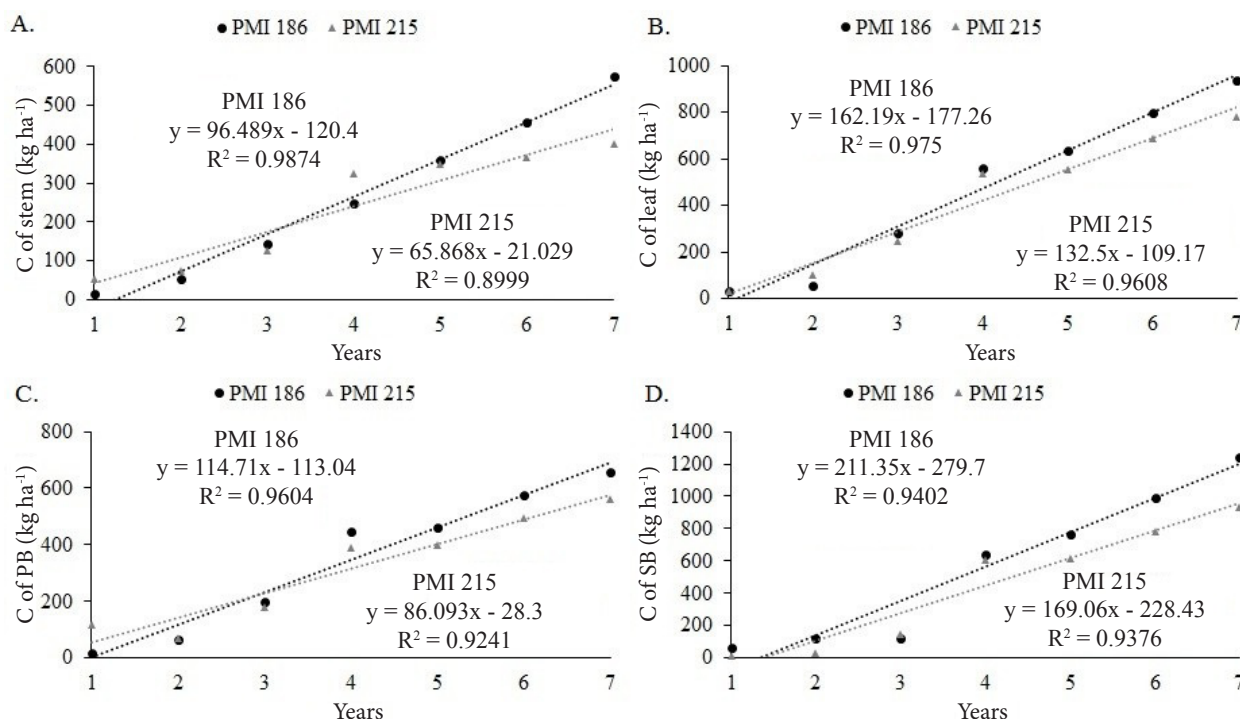 A.
● PMI 186 ▲ PMI 215
C of stem (kg ha⁻¹)
600
500
400
300
200
100
0
PMI 186
y = 96.489x - 120.4
R² = 0.9874
PMI 215
y = 65.868x - 21.029
R² = 0.8999
1 2 3 4 5 6 7
Years
B.
● PMI 186 ▲ PMI 215
C of leaf (kg ha⁻¹)
1000
800
600
400
200
0
PMI 186
y = 162.19x - 177.26
R² = 0.975
PMI 215
y = 132.5x - 109.17
R² = 0.9608
1 2 3 4 5 6 7
Years
C.
● PMI 186 ▲ PMI 215
C of PB (kg ha⁻¹)
800
600
400
200
0
PMI 186
y = 114.71x - 113.04
R² = 0.9604
PMI 215
y = 86.093x - 28.3
R² = 0.9241
1 2 3 4 5 6 7
Years
D.
● PMI 186 ▲ PMI 215
C of SB (kg ha⁻¹)
1400
1200
1000
800
600
400
200
0
PMI 186
y = 211.35x - 279.7
R² = 0.9402
PMI 215
y = 169.06x - 228.43
R² = 0.9376
1 2 3 4 5 6 7
Years